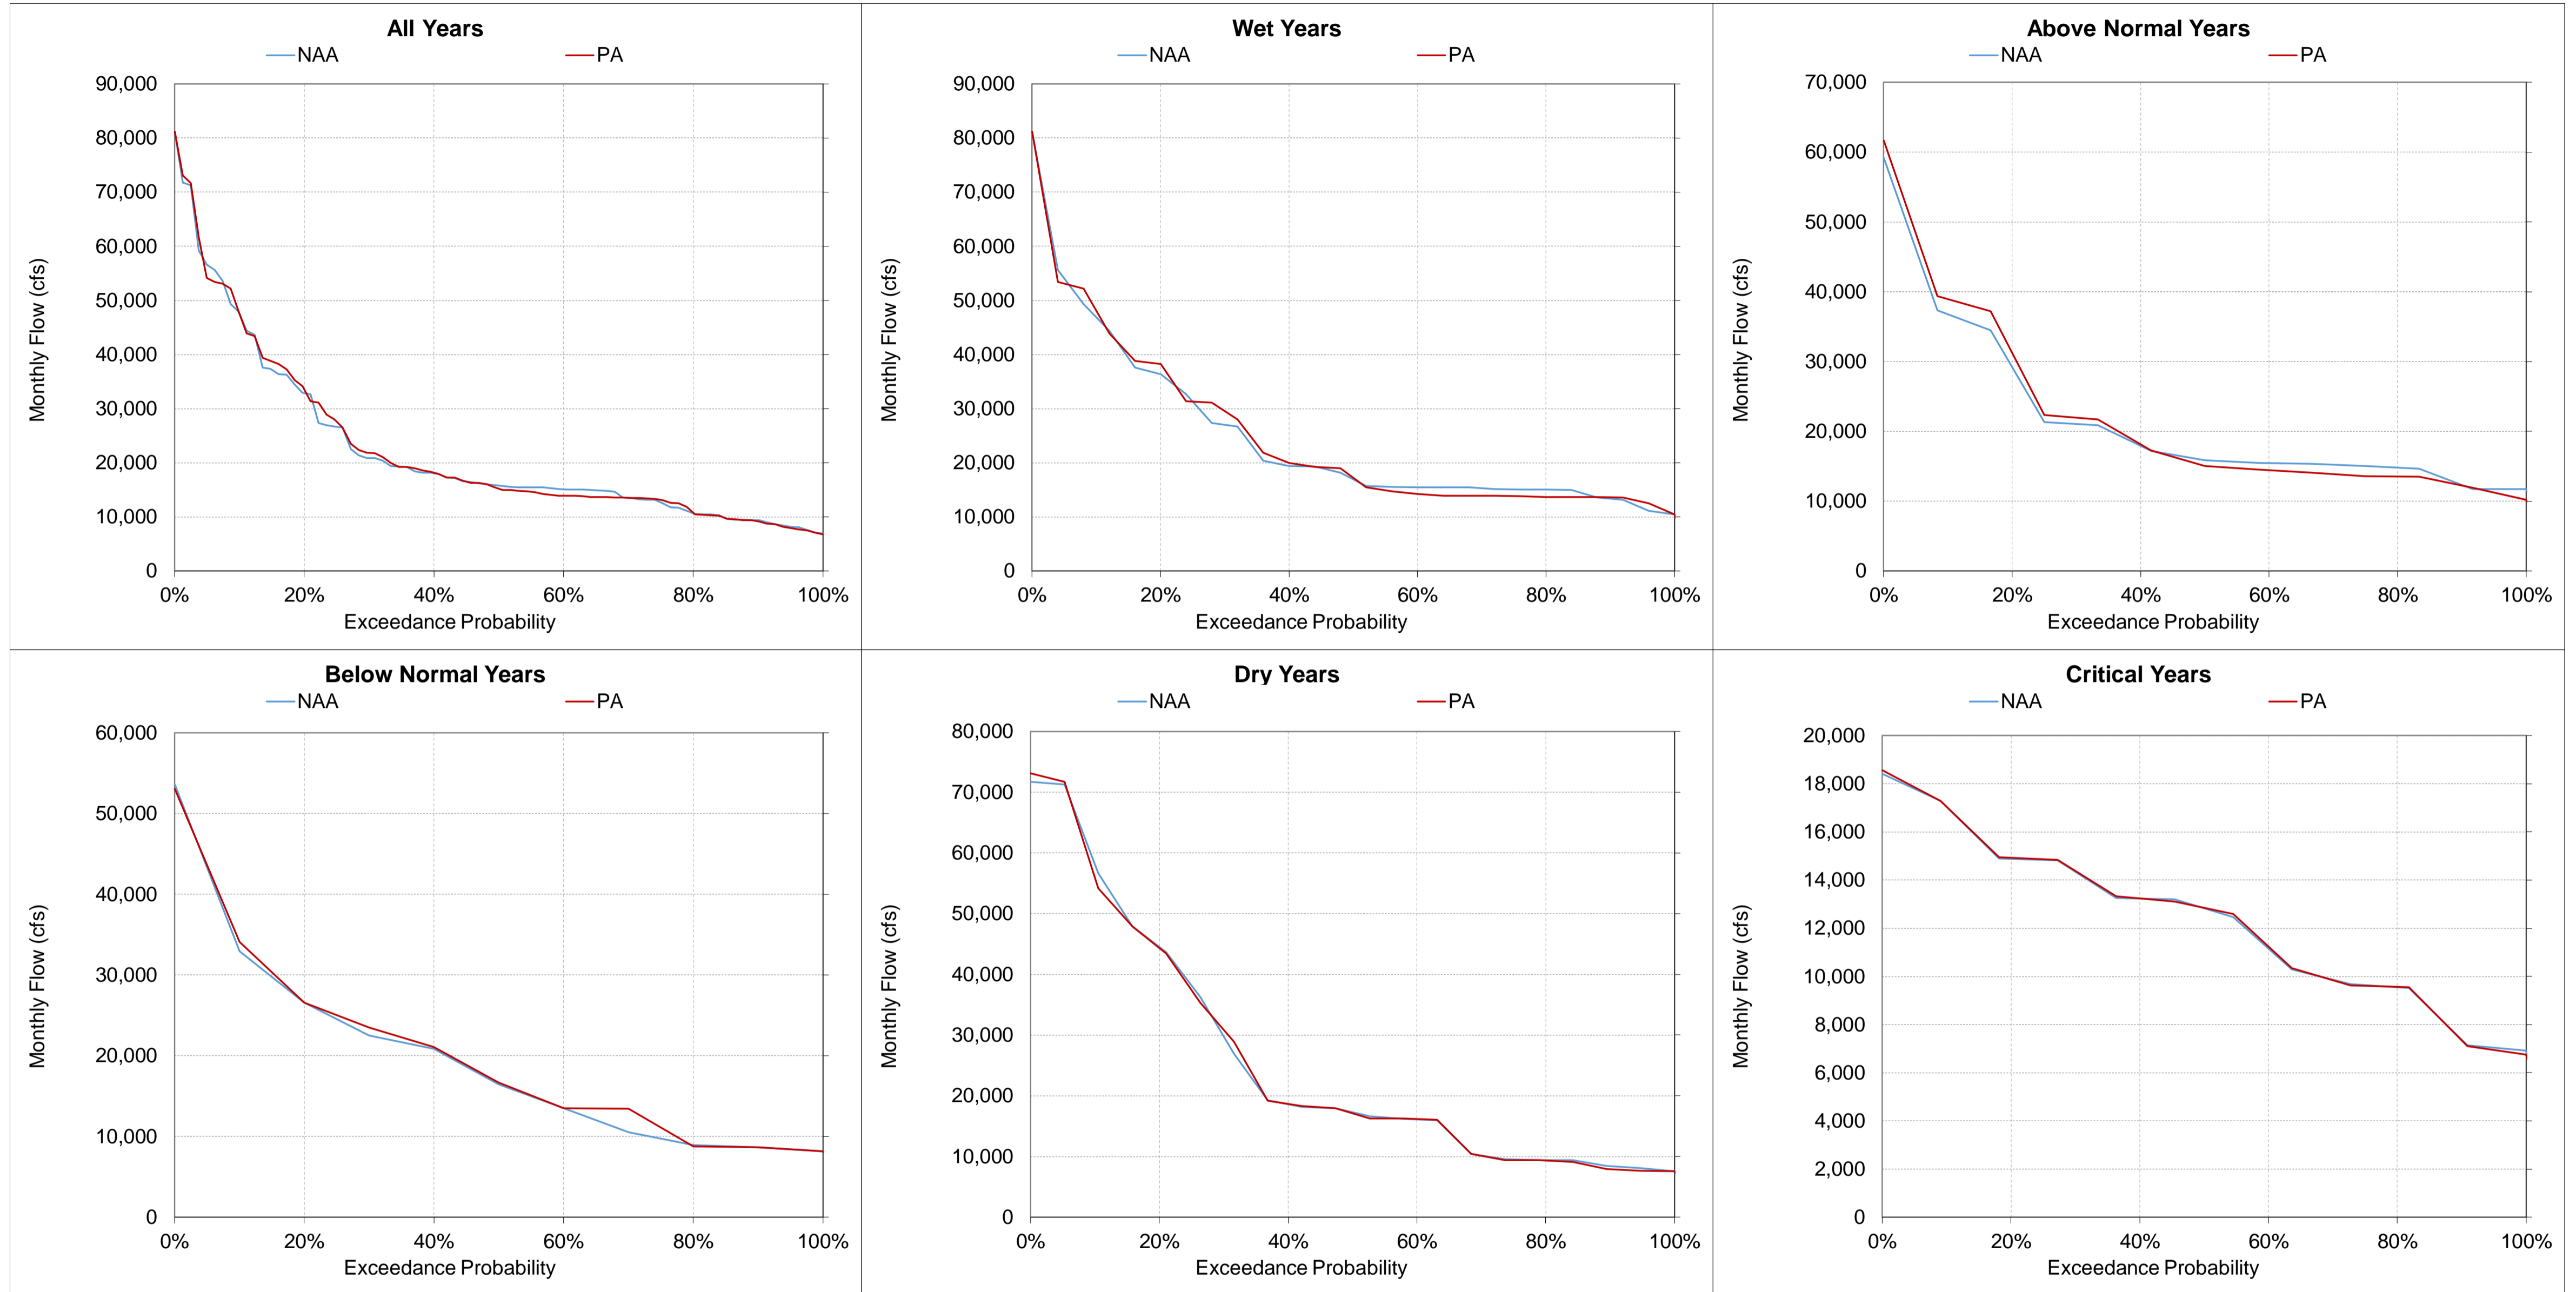 All Years
NAA PA
90,000
80,000
70,000
60,000
50,000
40,000
30,000
20,000
10,000
0
Monthly Flow (cfs)
0% 20% 40% 60% 80% 100%
Exceedance Probability
Wet Years
NAA PA
90,000
80,000
70,000
60,000
50,000
40,000
30,000
20,000
10,000
0
Monthly Flow (cfs)
0% 20% 40% 60% 80% 100%
Exceedance Probability
Above Normal Years
NAA PA
70,000
60,000
50,000
40,000
30,000
20,000
10,000
0
Monthly Flow (cfs)
0% 20% 40% 60% 80% 100%
Exceedance Probability
Below Normal Years
NAA PA
60,000
50,000
40,000
30,000
20,000
10,000
0
Monthly Flow (cfs)
0% 20% 40% 60% 80% 100%
Exceedance Probability
Dry Years
NAA PA
80,000
70,000
60,000
50,000
40,000
30,000
20,000
10,000
0
Monthly Flow (cfs)
0% 20% 40% 60% 80% 100%
Exceedance Probability
Critical Years
NAA PA
20,000
18,000
16,000
14,000
12,000
10,000
8,000
6,000
4,000
2,000
0
Monthly Flow (cfs)
0% 20% 40% 60% 80% 100%
Exceedance Probability